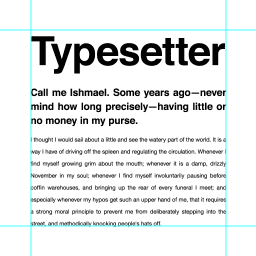 Typesetter
Call me Ishmael. Some years ago—never
mind how long precisely—having little or
no money in my purse.
I thought I would sail about a little and see the watery part of the world. It is a
way I have of driving off the spleen and regulating the circulation. Whenever I
find myself growing grim about the mouth; whenever it is a damp, drizzly
November in my soul; whenever I find myself involuntarily pausing before
coffin warehouses, and bringing up the rear of every funeral I meet; and
especially whenever my hypos get such an upper hand of me, that it requires
a strong moral principle to prevent me from deliberately stepping into the
street, and methodically knocking people's hats off.